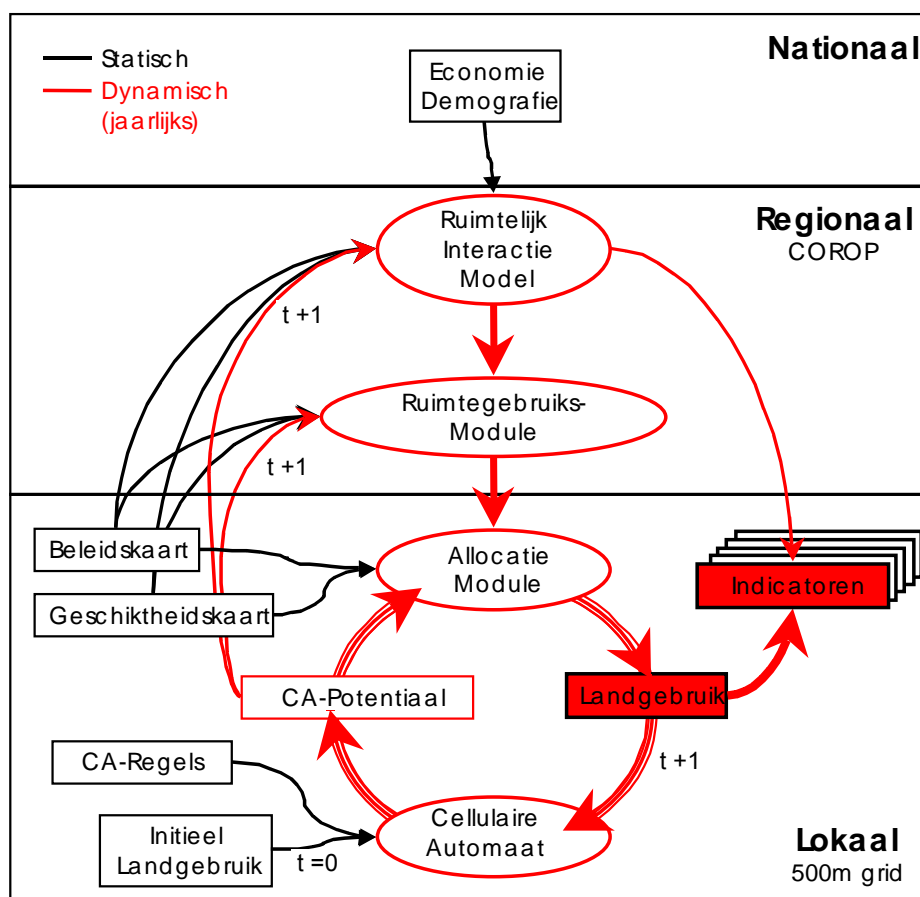 Nationaal
Statisch
Dynamisch
(jaarlijks)
Economie
Demografie
Regionaal
COROP
Ruimtelijk
Interactie
Model
t+1
Ruimtegebruiks-
Module
t+1
Beleidskaart
Allocatie
Module
Indicatoren
Geschiktheidskaart
CA-Potentiaal
Landgebruik
t+1
CA-Regels
Cellulaire
Automaat
Initieel
Landgebruik
t=0
Lokaal
500m grid